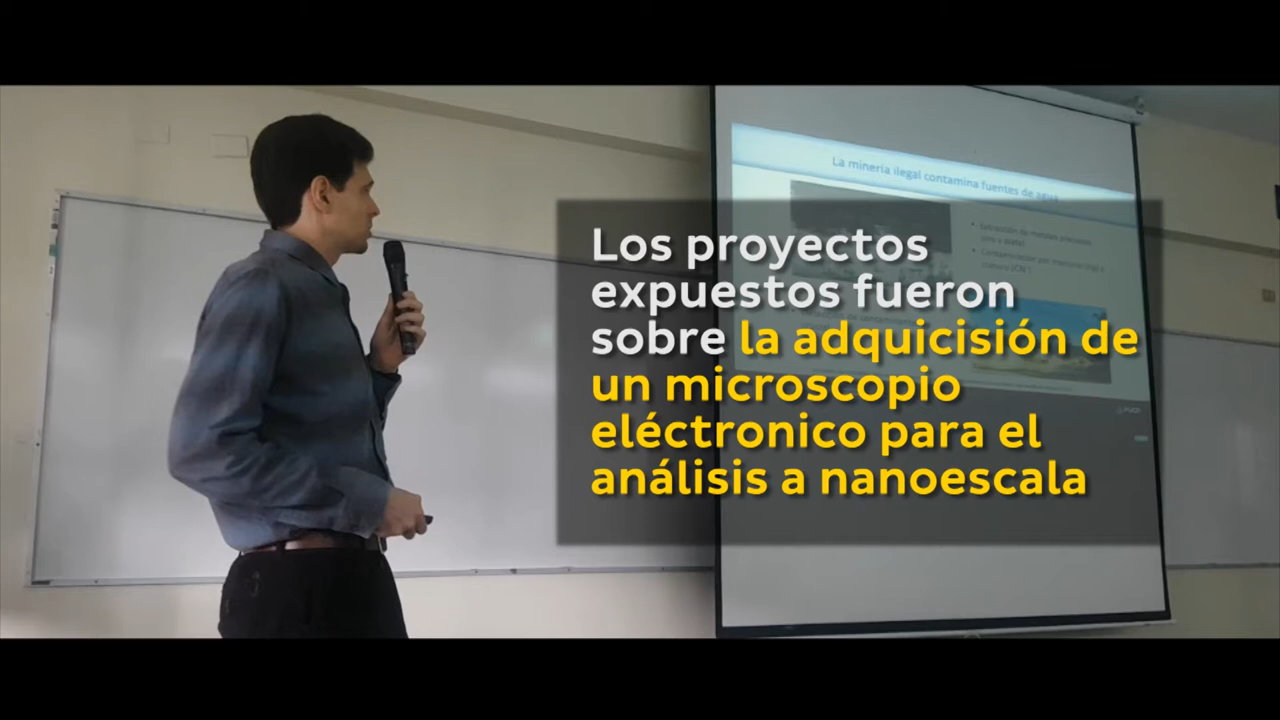 La minería ilegal contamina fuentes de agua
Los proyectos
expuestos fueron
sobre la adquicisión de
un microscopio
eléctronico para el
análisis a nanoescala